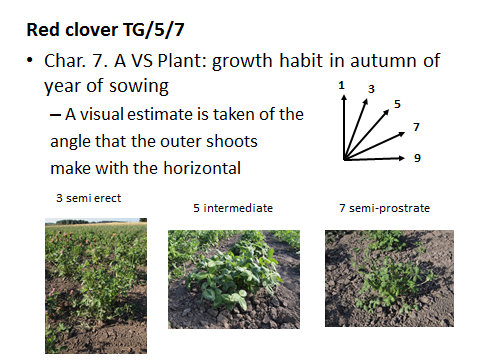 Red clover TG/5/7
• Char. 7. A VS Plant: growth habit in autumn of
year of sowing
– A visual estimate is taken of the
angle that the outer shoots
make with the horizontal
1
3
5
7
9
3 semi erect
5 intermediate
7 semi-prostrate